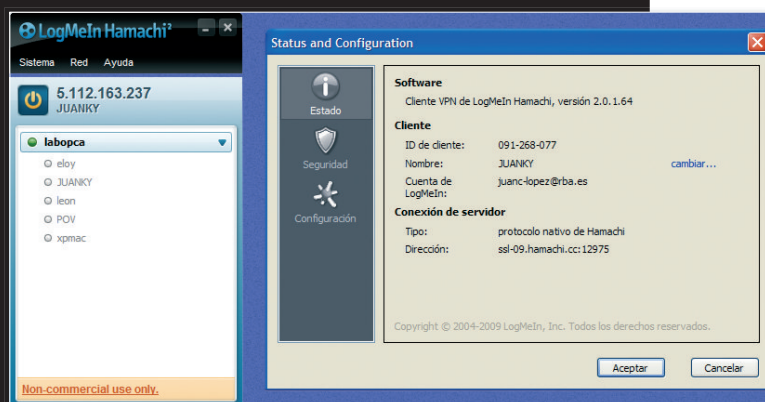 LogMeIn Hamachi²
Sistema Red Ayuda
5.112.163.237
JUANKY
labopca
eloy
JUANKY
leon
POV
xpmac
Non-commercial use only.
Status and Configuration
Estado
Seguridad
Configuración
Software
Cliente VPN de LogMeIn Hamachi, versión 2.0.1.64
Cliente
ID de cliente: 091-268-077
Nombre: JUANKY cambiar...
Cuenta de LogMeIn: juanc-lopez@rba.es
Conexión de servidor
Tipo: protocolo nativo de Hamachi
Dirección: ssl-09.hamachi.cc:12975
Copyright © 2004-2009 LogMeIn, Inc. Todos los derechos reservados.
Aceptar Cancelar